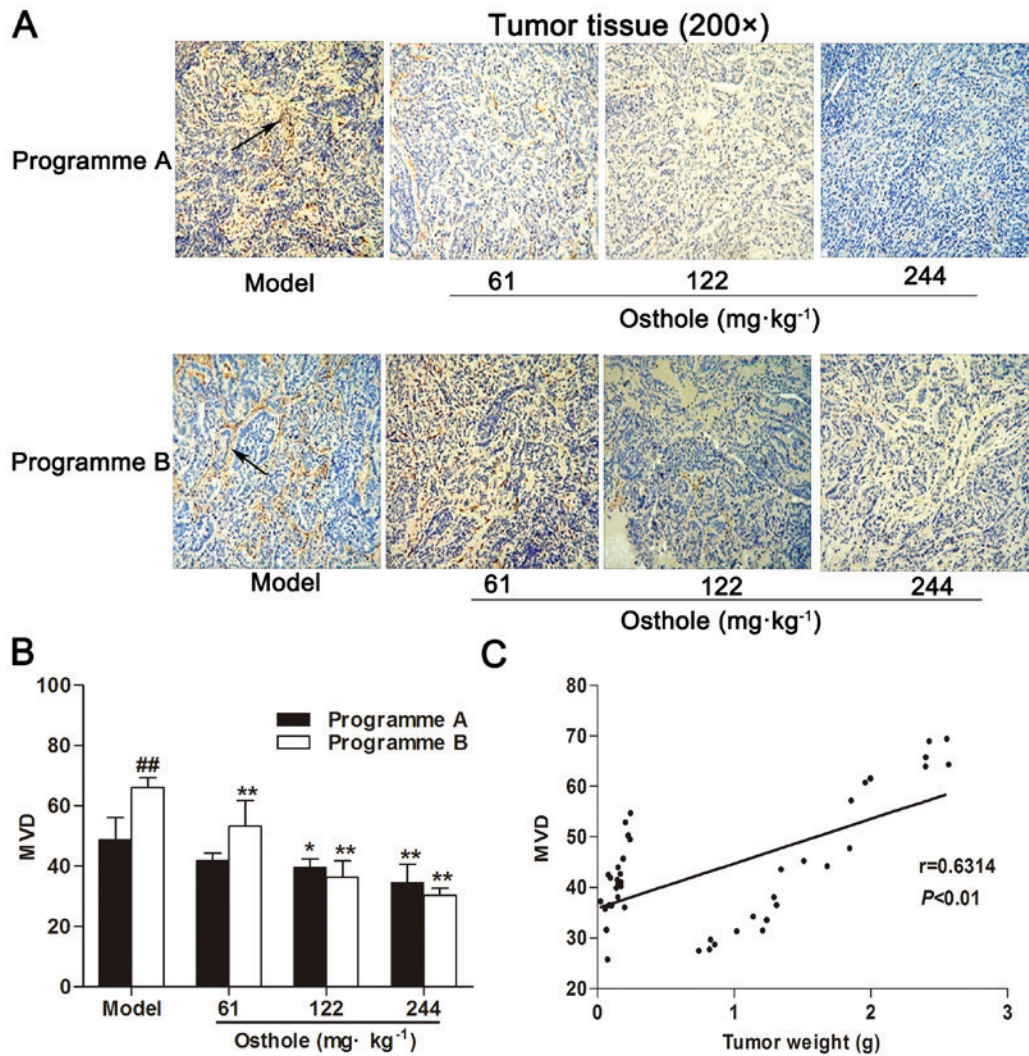 A
Tumor tissue (200×)
Programme A
Model
61
122
244
Osthole (mg·kg-1)
Programme B
Model
61
122
244
Osthole (mg·kg-1)
B
100
80
60
40
20
0
MVD
Programme A
Programme B
##
**
*
**
**
**
Model
61
122
244
Osthole (mg· kg-1)
C
80
70
60
50
40
30
20
MVD
r=0.6314
P<0.01
0
1
2
3
Tumor weight (g)